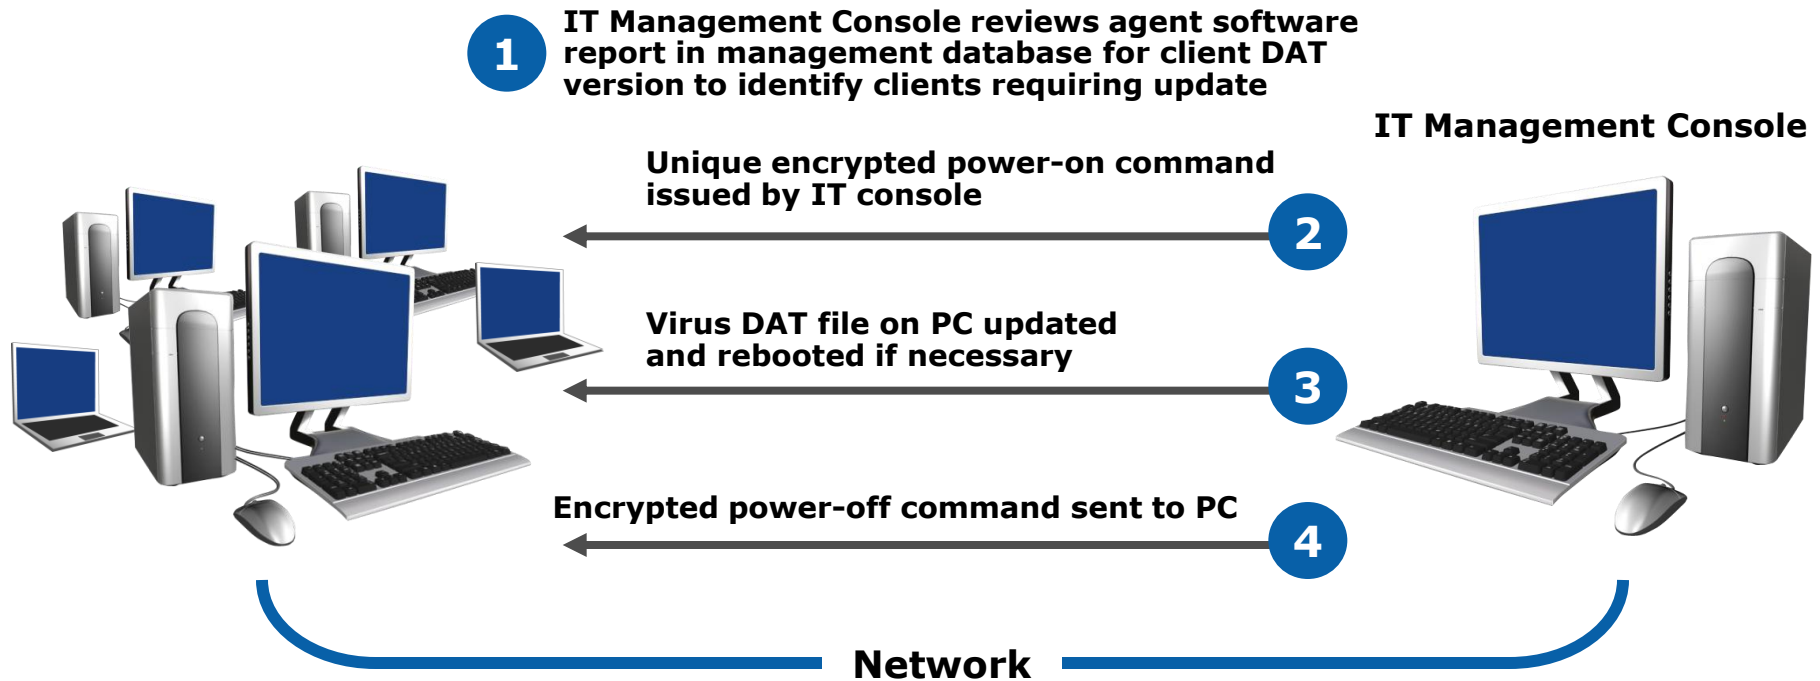 1
IT Management Console reviews agent software
report in management database for client DAT
version to identify clients requiring update
IT Management Console
Unique encrypted power-on command
issued by IT console
2
Virus DAT file on PC updated
and rebooted if necessary
3
Encrypted power-off command sent to PC
4
Network